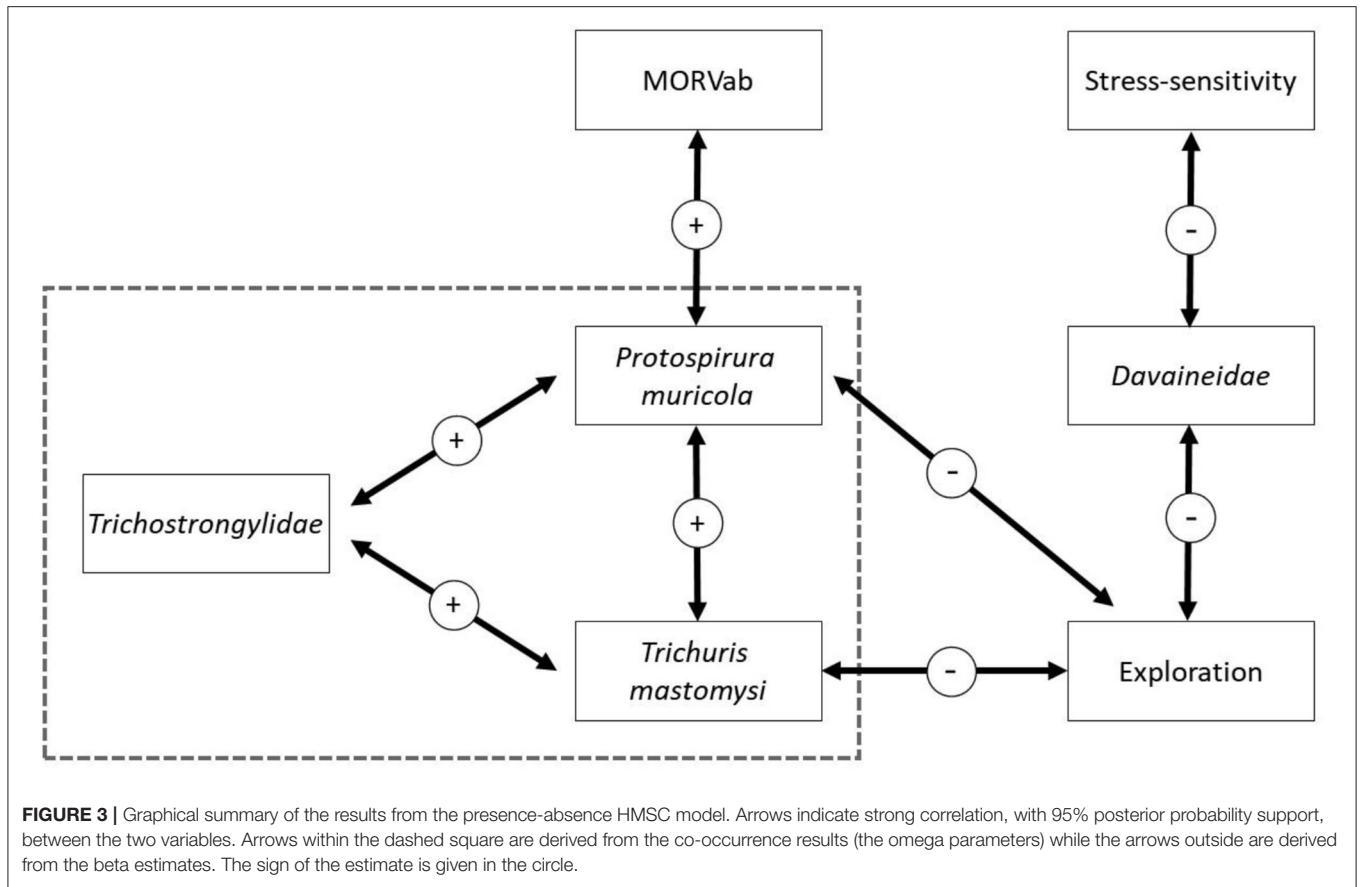 MORVab
Stress-sensitivity
+
-
Protospirura
muricola
Davaineidae
+
-
Trichostrongylidae
+
-
+
Trichuris
mastomysi
-
Exploration
FIGURE 3 | Graphical summary of the results from the presence-absence HMSC model. Arrows indicate strong correlation, with 95% posterior probability support,
between the two variables. Arrows within the dashed square are derived from the co-occurrence results (the omega parameters) while the arrows outside are derived
from the beta estimates. The sign of the estimate is given in the circle.